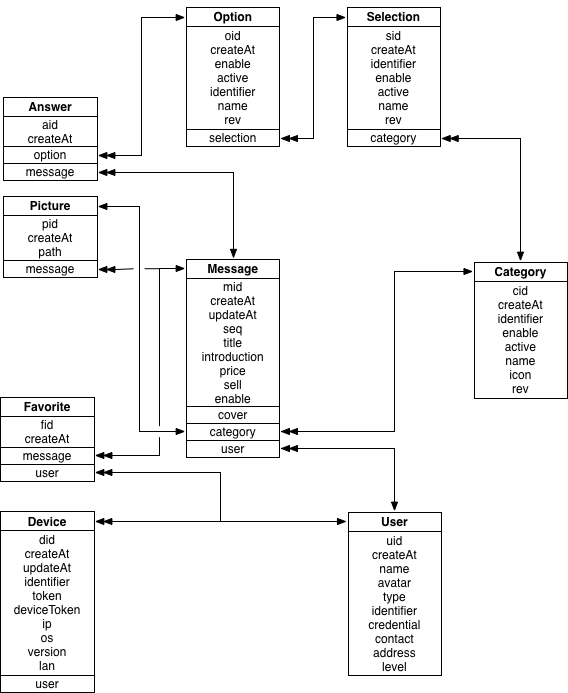 Option
oid
createAt
enable
active
identifier
name
rev
selection
Selection
sid
createAt
identifier
enable
active
name
rev
category
Answer
aid
createAt
option
message
Picture
pid
createAt
path
message
Message
mid
createAt
updateAt
seq
title
introduction
price
sell
enable
cover
category
user
Category
cid
createAt
identifier
enable
active
name
icon
rev
Favorite
fid
createAt
message
user
Device
did
createAt
updateAt
identifier
token
deviceToken
ip
os
version
lan
user
User
uid
createAt
name
avatar
type
identifier
credential
contact
address
level